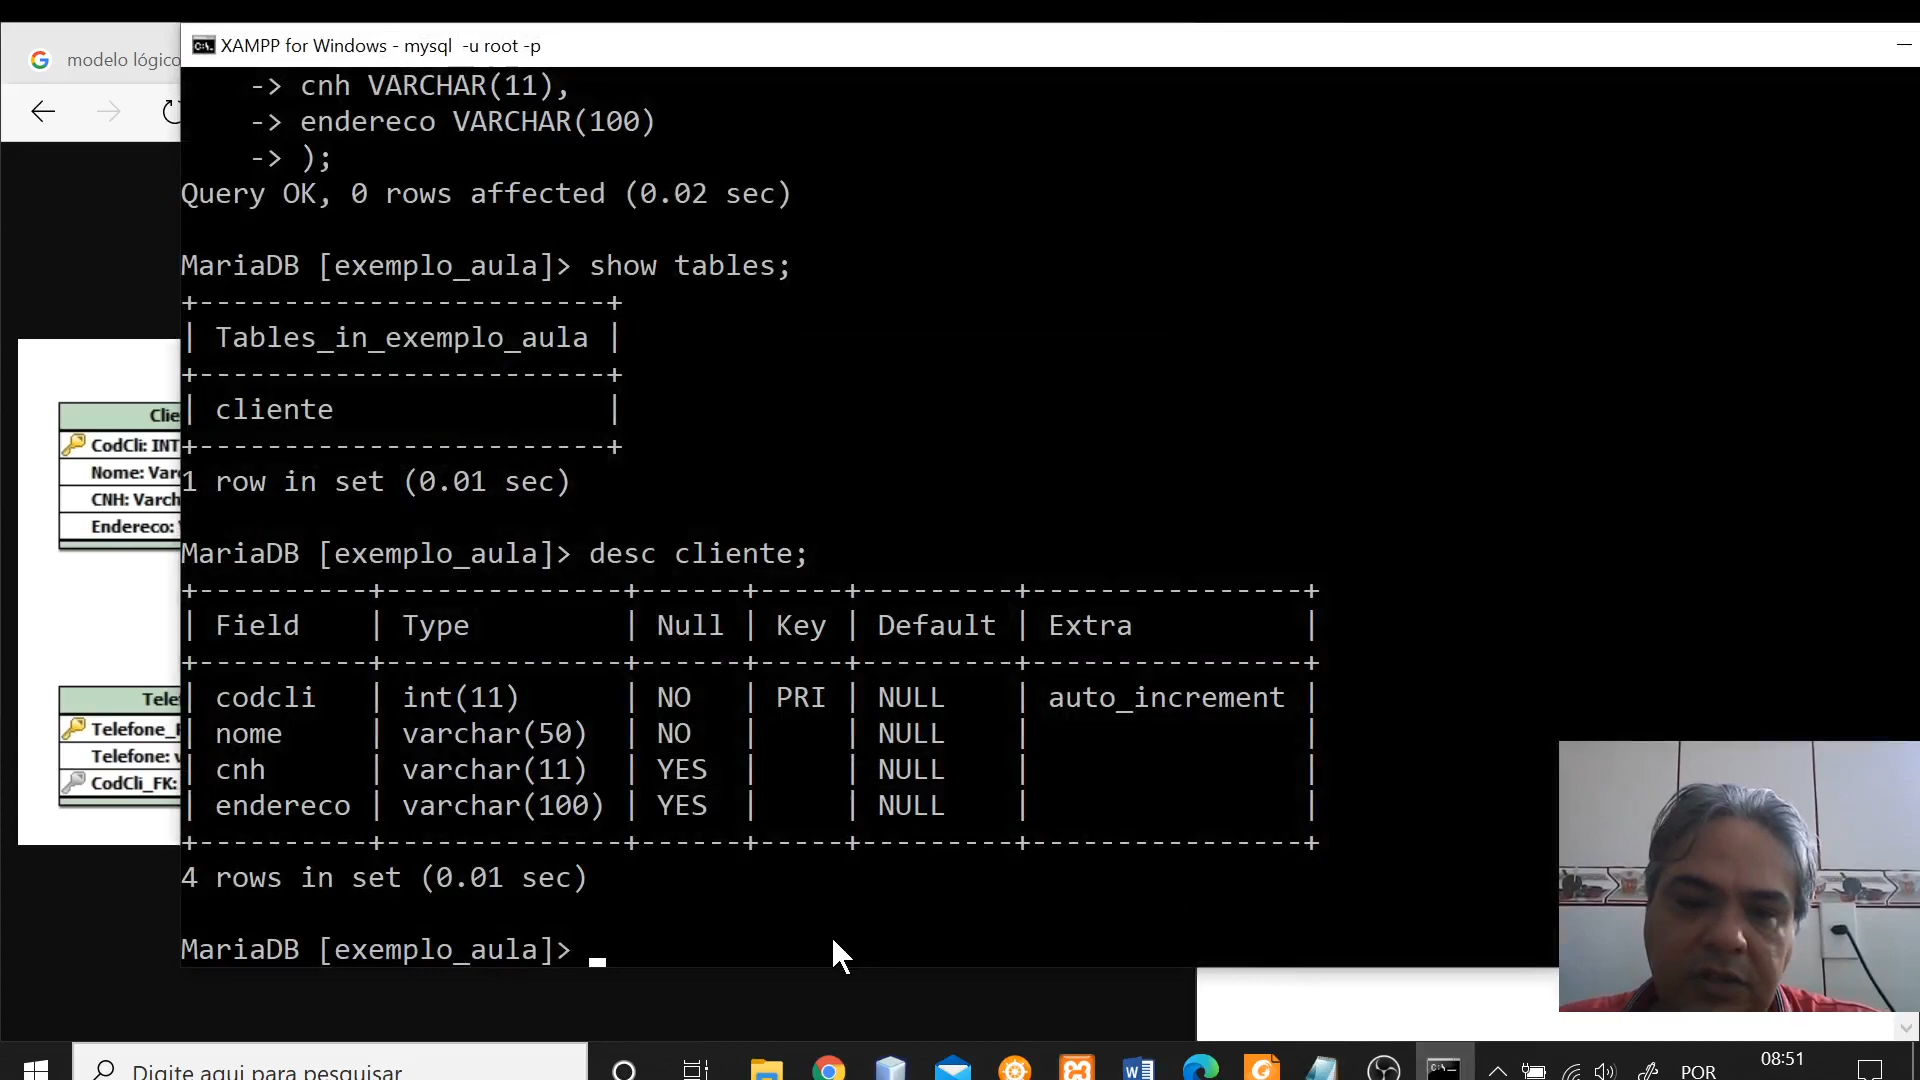 XAMPP for Windows - mysql -u root -p
modelo lógico
-> cnh VARCHAR(11),
-> endereco VARCHAR(100)
-> );
Query OK, 0 rows affected (0.02 sec)
MariaDB [exemplo_aula]> show tables;
+------------------------+
| Tables_in_exemplo_aula |
+------------------------+
| cliente                |
+------------------------+
1 row in set (0.01 sec)
MariaDB [exemplo_aula]> desc cliente;
+----------+--------------+------+-----+---------+----------------+
| Field    | Type         | Null | Key | Default | Extra          |
+----------+--------------+------+-----+---------+----------------+
| codcli   | int(11)      | NO   | PRI | NULL    | auto_increment |
| nome     | varchar(50)  | NO   |     | NULL    |                |
| cnh      | varchar(11)  | YES  |     | NULL    |                |
| endereco | varchar(100) | YES  |     | NULL    |                |
+----------+--------------+------+-----+---------+----------------+
4 rows in set (0.01 sec)
MariaDB [exemplo_aula]>
Clie
CodCli: INT
Nome: Varc
CNH: Varch
Endereco:
Tele
Telefone_
Telefone: v
CodCli_FK:
Digite aqui para pesquisar
POR
08:51